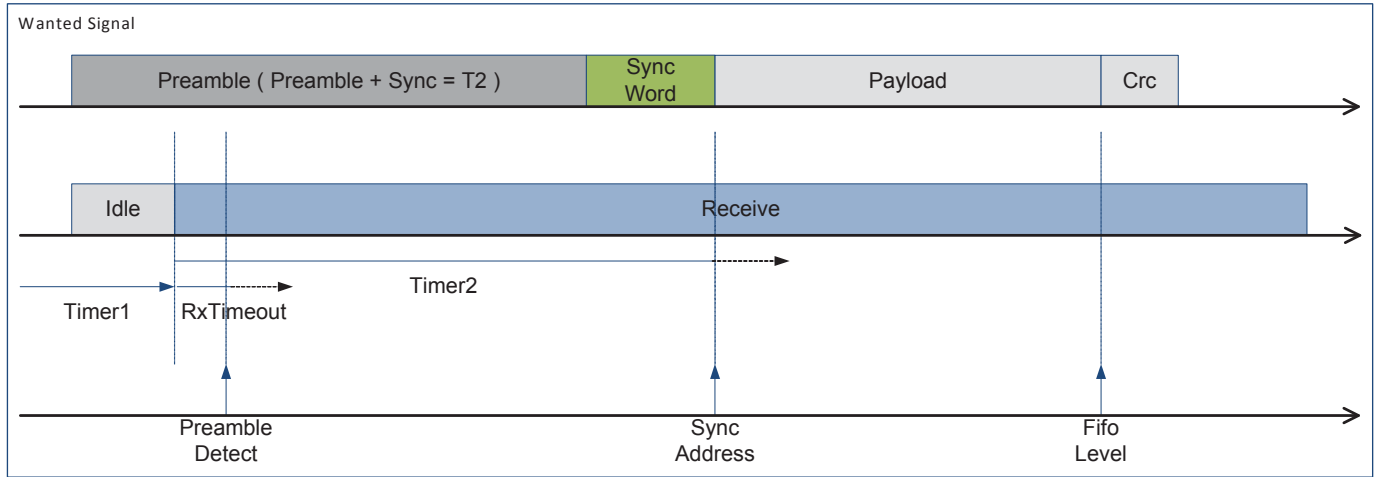 Wanted Signal
Preamble ( Preamble + Sync = T2 )
Sync
Word
Payload
Crc
Idle
Receive
Timer2
Timer1
RxTimeout
Preamble
Detect
Sync
Address
Fifo
Level